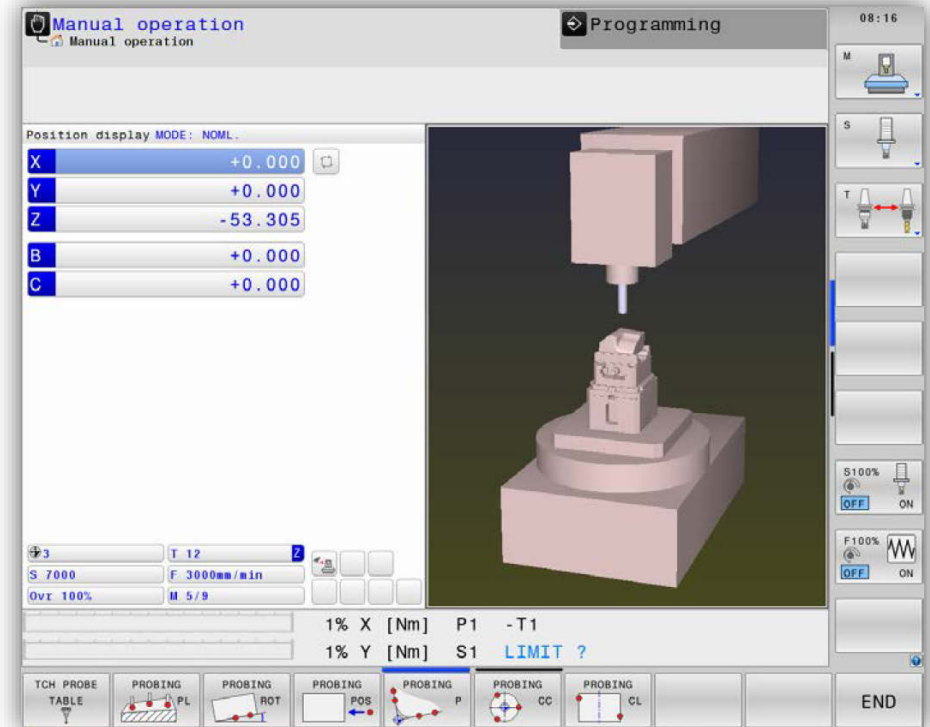 Manual operation
Manual operation
Programming
08:16
Position display MODE: NOML.
X +0.000
Y +0.000
Z -53.305
B +0.000
C +0.000
M
S
T
S100%
OFF ON
F100%
OFF ON
3 T 12 Z
S 7000 F 3000mm/min
Ovr 100% M 5/9
1% X [Nm] P1 -T1
1% Y [Nm] S1 LIMIT ?
TCH PROBE TABLE
PROBING PL
PROBING ROT
PROBING POS
PROBING P
PROBING CC
PROBING CL
END